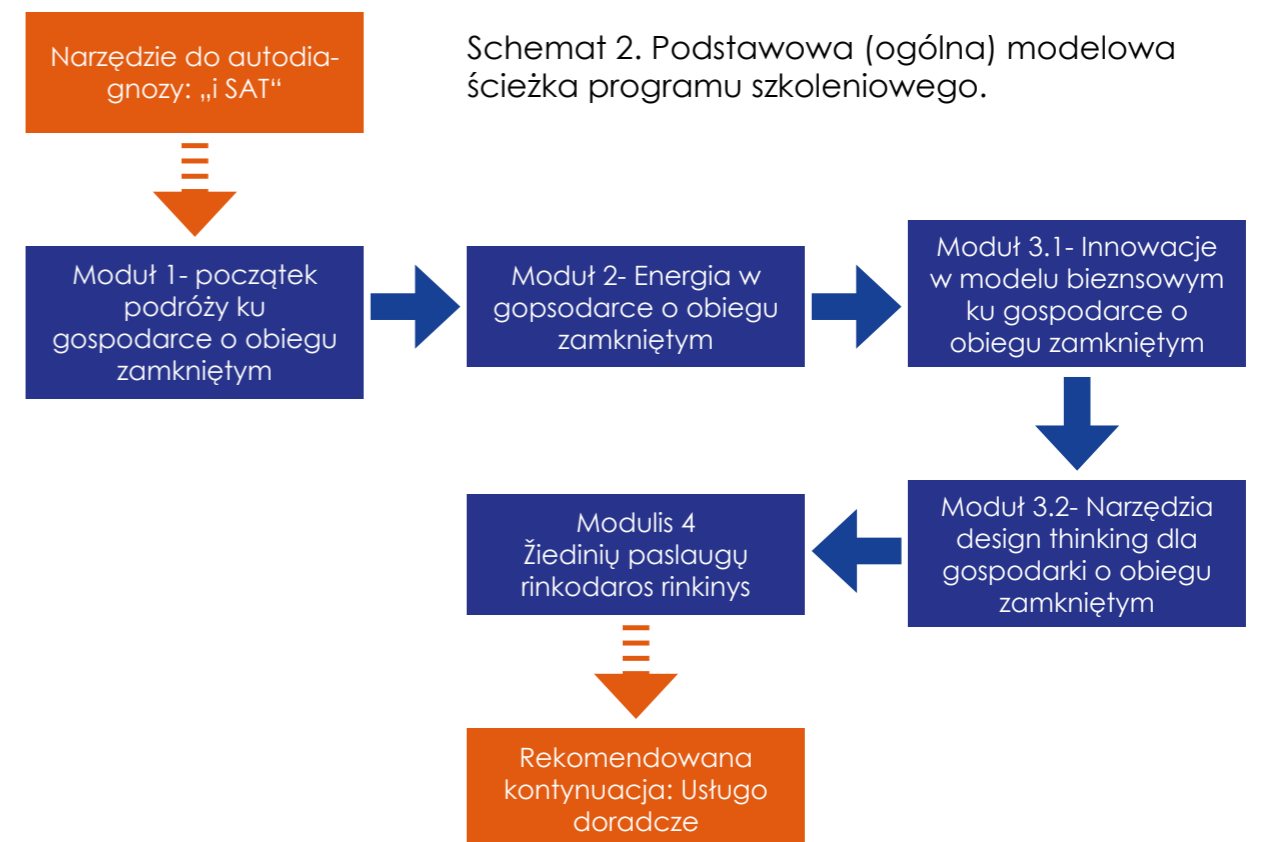 Narzędzie do autodia-
gnozy: „i SAT“
Schemat 2. Podstawowa (ogólna) modelowa
ścieżka programu szkoleniowego.
Moduł 1- początek
podróży ku
gospodarce o obiegu
zamkniętym
Moduł 2- Energia w
gopsodarce o obiegu
zamkniętym
Moduł 3.1- Innowacje
w modelu bieznsowym
ku gospodarce o
obiegu zamkniętym
Moduł 3.2- Narzędzia
design thinking dla
gospodarki o obiegu
zamkniętym
Modulis 4
Žiedinių paslaugų
rinkodaros rinkinys
Rekomendowana
kontynuacja: Usługo
doradcze